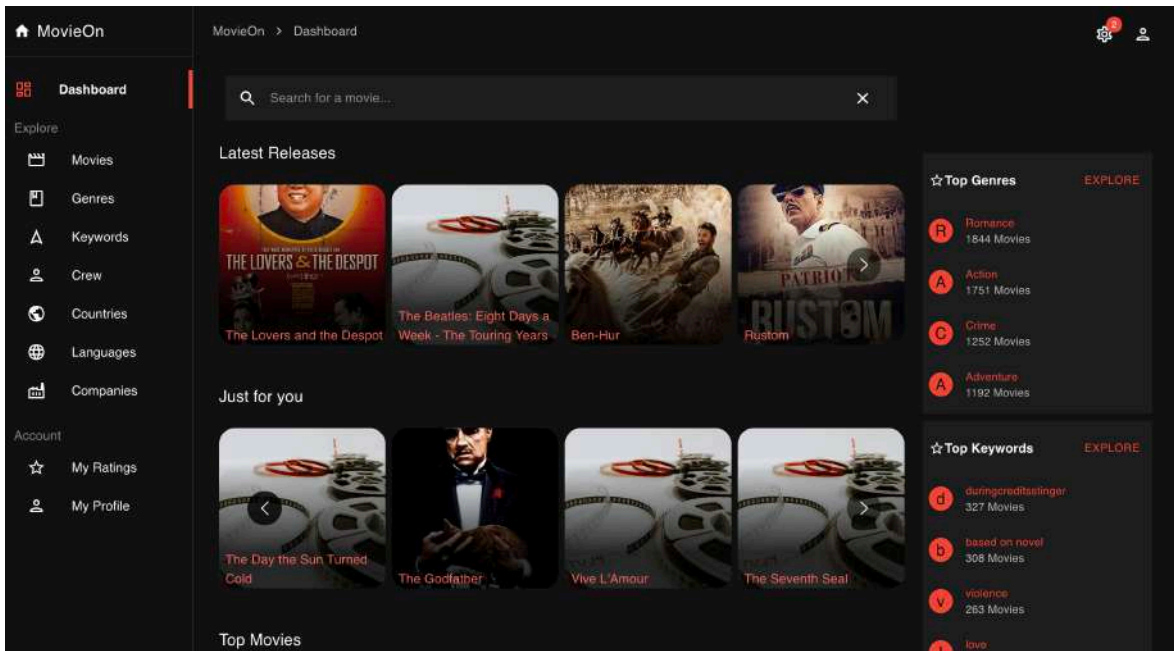 MovieOn
MovieOn > Dashboard
2
Dashboard
Search for a movie...
Explore
Movies
Genres
Keywords
Crew
Countries
Languages
Companies
Account
My Ratings
My Profile
Latest Releases
THE LOVERS & THE DESPOT
The Lovers and the Despot
The Beatles: Eight Days a
Week - The Touring Years
Ben-Hur
PATRIOT
RUSTOM
Rustom
Just for you
The Day the Sun Turned
Cold
The Godfather
Vive L'Amour
The Seventh Seal
Top Movies
Top Genres
EXPLORE
R
Romance
1844 Movies
A
Action
1751 Movies
C
Crime
1252 Movies
A
Adventure
1192 Movies
Top Keywords
EXPLORE
d
duringcreditsstinger
327 Movies
b
based on novel
308 Movies
v
violence
263 Movies
love